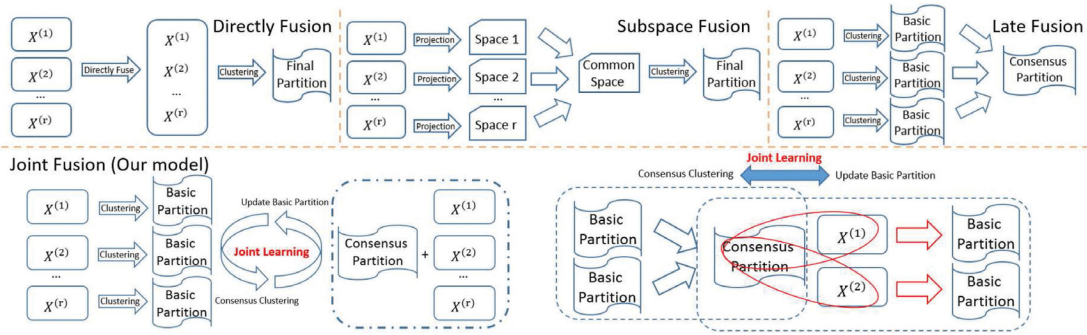 Directly Fusion
X(1)
X(2)
...
X(r)
Directly Fuse
X(1)
X(2)
...
X(r)
Clustering
Final
Partition
Subspace Fusion
X(1)
X(2)
...
X(r)
Projection
Projection
Projection
Space 1
Space 2
...
Space r
Common
Space
Clustering
Final
Partition
Late Fusion
X(1)
X(2)
...
X(r)
Clustering
Clustering
Clustering
Basic
Partition
Basic
Partition
Basic
Partition
Consensus
Partition
Joint Fusion (Our model)
X(1)
X(2)
...
X(r)
Clustering
Clustering
Clustering
Basic
Partition
Basic
Partition
Basic
Partition
Update Basic Partition
Joint Learning
Consensus Clustering
Consensus
Partition
+
X(1)
X(2)
...
X(r)
Joint Learning
Consensus Clustering
Update Basic Partition
Basic
Partition
Basic
Partition
Consensus
Partition
X(1)
X(2)
Basic
Partition
Basic
Partition